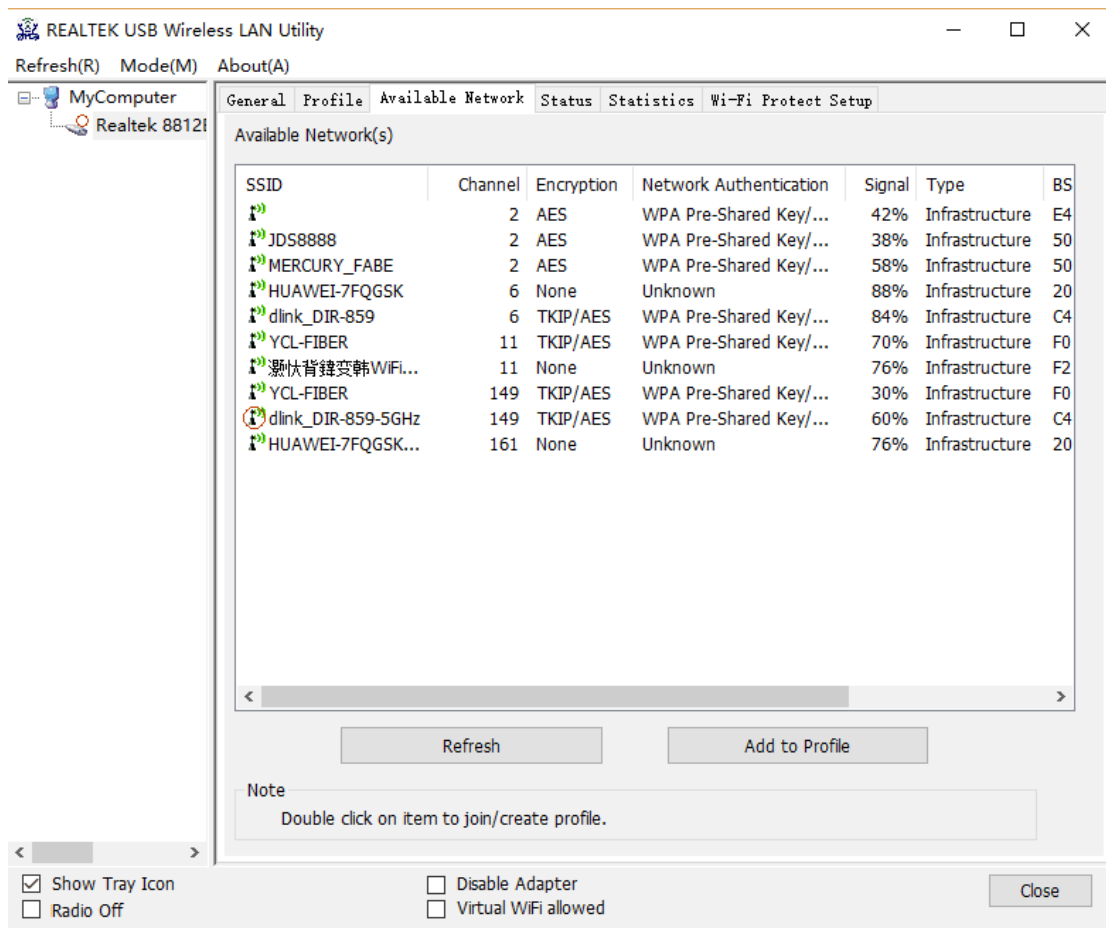 REALTEK USB Wireless LAN Utility
Refresh(R) Mode(M) About(A)
MyComputer
Realtek 8812B
General Profile Available Network Status Statistics Wi-Fi Protect Setup
Available Network(s)
SSID Channel Encryption Network Authentication Signal Type BS
2 AES WPA Pre-Shared Key/... 42% Infrastructure E4
JDS8888 2 AES WPA Pre-Shared Key/... 38% Infrastructure 50
MERCURY_FABE 2 AES WPA Pre-Shared Key/... 58% Infrastructure 50
HUAWEI-7FQGSK 6 None Unknown 88% Infrastructure 20
dlink_DIR-859 6 TKIP/AES WPA Pre-Shared Key/... 84% Infrastructure C4
YCL-FIBER 11 TKIP/AES WPA Pre-Shared Key/... 70% Infrastructure F0
灏忕背鍏变韩WiFi... 11 None Unknown 76% Infrastructure F2
YCL-FIBER 149 TKIP/AES WPA Pre-Shared Key/... 30% Infrastructure F0
dlink_DIR-859-5GHz 149 TKIP/AES WPA Pre-Shared Key/... 60% Infrastructure C4
HUAWEI-7FQGSK... 161 None Unknown 76% Infrastructure 20
Refresh Add to Profile
Note
Double click on item to join/create profile.
Show Tray Icon Disable Adapter Close
Radio Off Virtual WiFi allowed